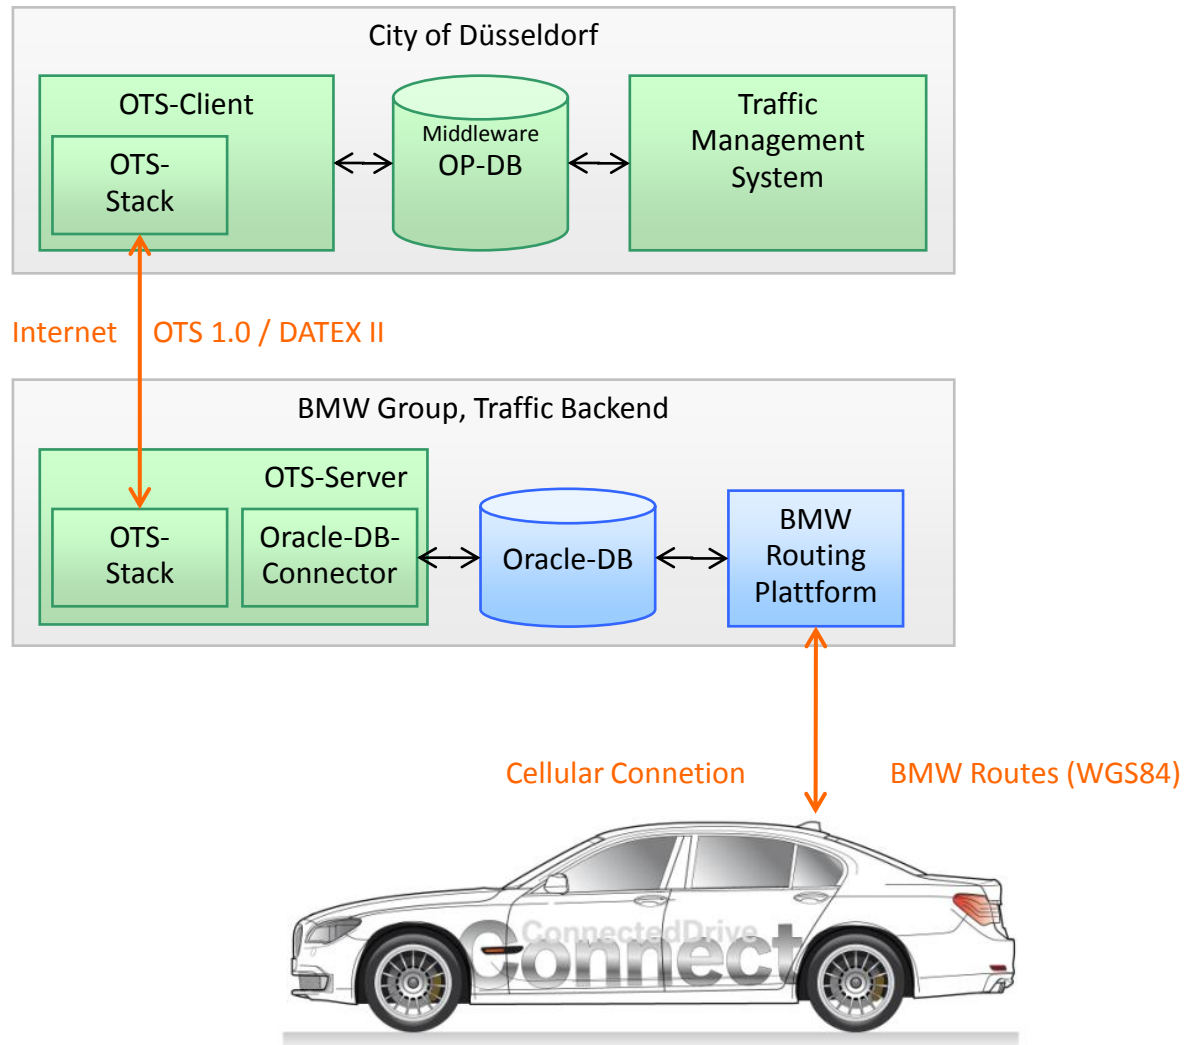 City of Düsseldorf
OTS-Client
OTS-
Stack
Middleware
OP-DB
Traffic
Management
System
Internet
OTS 1.0 / DATEX II
BMW Group, Traffic Backend
OTS-Server
OTS-
Stack
Oracle-DB-
Connector
Oracle-DB
BMW
Routing
Plattform
Cellular Connetion
BMW Routes (WGS84)
ConnectedDrive
Connect